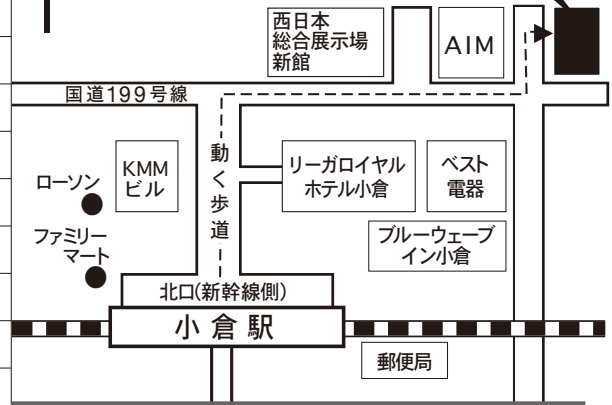 西日本
総合展示場
新館
AIM
国道199号線
動く歩道
KMM
ビル
リーガロイヤル
ホテル小倉
ベスト
電器
ローソン
ファミリー
マート
ブルーウェーブ
イン小倉
北口(新幹線側)
小倉駅
郵便局